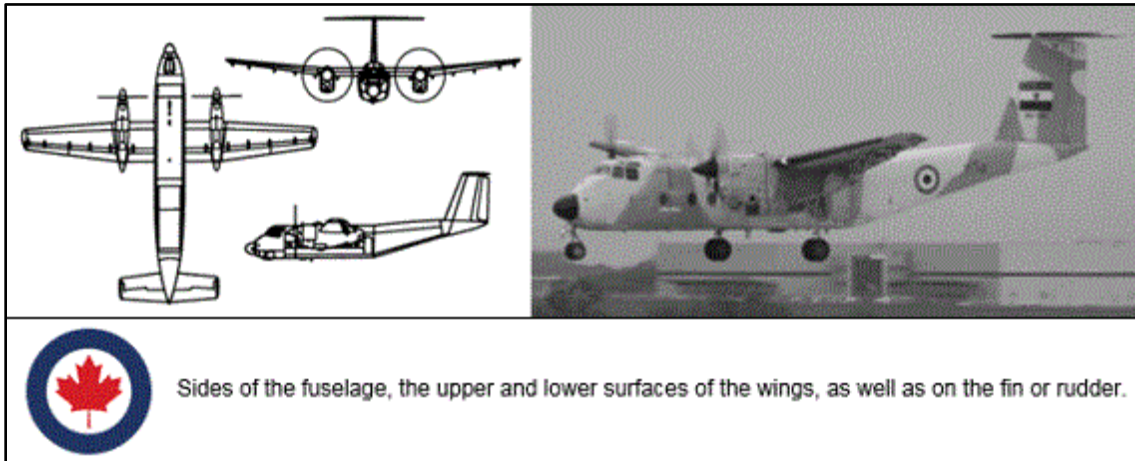 Sides of the fuselage, the upper and lower surfaces of the wings, as well as on the fin or rudder.